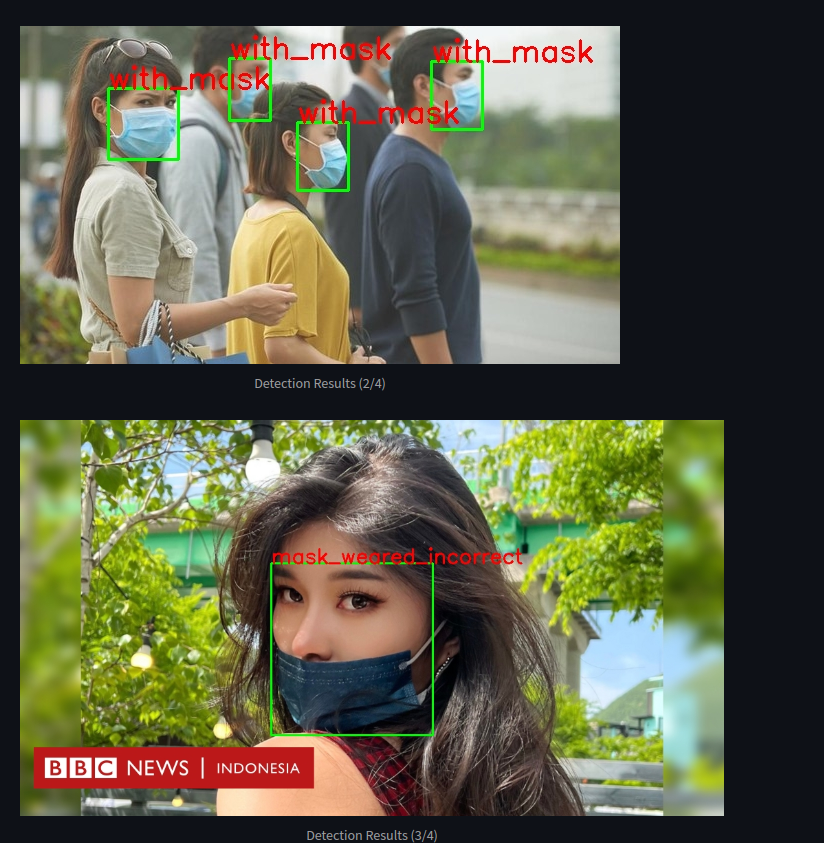 with_mask
with_mask
with_mask
with_mask
Detection Results (2/4)
mask_weared_incorrect
BBC NEWS | INDONESIA
Detection Results (3/4)